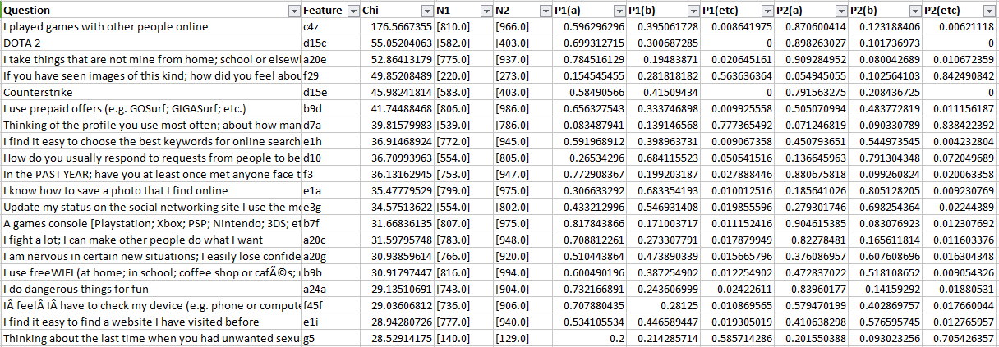 Question Feature Chi N1 N2 P1(a) P1(b) P1(etc) P2(a) P2(b) P2(etc)
I played games with other people online c4z 176.5667355 [810.0] [966.0] 0.596296296 0.395061728 0.008641975 0.870600414 0.123188406 0.00621118
DOTA 2 d15c 55.05204063 [582.0] [403.0] 0.699312715 0.300687285 0 0.898263027 0.101736973 0
I take things that are not mine from home; school or elsewl a20e 52.86413179 [775.0] [937.0] 0.784516129 0.19483871 0.020645161 0.909284952 0.080042689 0.010672359
If you have seen images of this kind; how did you feel abou f29 49.85208489 [220.0] [273.0] 0.154545455 0.281818182 0.563636364 0.054945055 0.102564103 0.842490842
Counterstrike d15e 45.98241814 [583.0] [403.0] 0.58490566 0.41509434 0 0.791563275 0.208436725 0
I use prepaid offers (e.g. GOSurf; GIGASurf; etc.) b9d 41.74488468 [806.0] [986.0] 0.656327543 0.333746898 0.009925558 0.505070994 0.483772819 0.011156187
Thinking of the profile you use most often; about how man d7a 39.81579983 [539.0] [786.0] 0.083487941 0.139146568 0.777365492 0.071246819 0.090330789 0.838422392
I find it easy to choose the best keywords for online search e1h 36.91468924 [772.0] [945.0] 0.591968912 0.398963731 0.009067358 0.450793651 0.544973545 0.004232804
How do you usually respond to requests from people to be d10 36.70993963 [554.0] [805.0] 0.26534296 0.684115523 0.050541516 0.136645963 0.791304348 0.072049689
In the PAST YEAR; have you at least once met anyone face t f3 36.13162945 [753.0] [947.0] 0.772908367 0.199203187 0.027888446 0.880675818 0.099260824 0.020063358
I know how to save a photo that I find online e1a 35.47779529 [799.0] [975.0] 0.306633292 0.683354193 0.010012516 0.185641026 0.805128205 0.009230769
Update my status on the social networking site I use the mo e3g 34.57513622 [554.0] [802.0] 0.433212996 0.546931408 0.019855596 0.279301746 0.698254364 0.02244389
A games console [Playstation; Xbox; PSP; Nintendo; 3DS; et b7f 31.66836135 [807.0] [975.0] 0.817843866 0.171003717 0.011152416 0.904615385 0.083076923 0.012307692
I fight a lot; I can make other people do what I want a20c 31.59795748 [783.0] [948.0] 0.708812261 0.273307791 0.017879949 0.82278481 0.165611814 0.011603376
I am nervous in certain new situations; I easily lose confide a20g 30.93859614 [766.0] [920.0] 0.510443864 0.473890339 0.015665796 0.376086957 0.607608696 0.016304348
I use freeWIFI (at home; in school; coffee shop or cafÃ©s; r b9b 30.91797447 [816.0] [994.0] 0.600490196 0.387254902 0.012254902 0.472837022 0.518108652 0.009054326
I do dangerous things for fun a24a 29.13510691 [743.0] [904.0] 0.732166891 0.243606999 0.02422611 0.83960177 0.14159292 0.01880531
IÂ feelÂ IÂ have to check my device (e.g. phone or compute f45f 29.03606812 [736.0] [906.0] 0.707880435 0.28125 0.010869565 0.579470199 0.402869757 0.017660044
I find it easy to find a website I have visited before e1i 28.94280726 [777.0] [940.0] 0.534105534 0.446589447 0.019305019 0.410638298 0.576595745 0.012765957
Thinking about the last time when you had unwanted sexu g5 28.52914175 [140.0] [129.0] 0.2 0.214285714 0.585714286 0.201550388 0.093023256 0.705426357